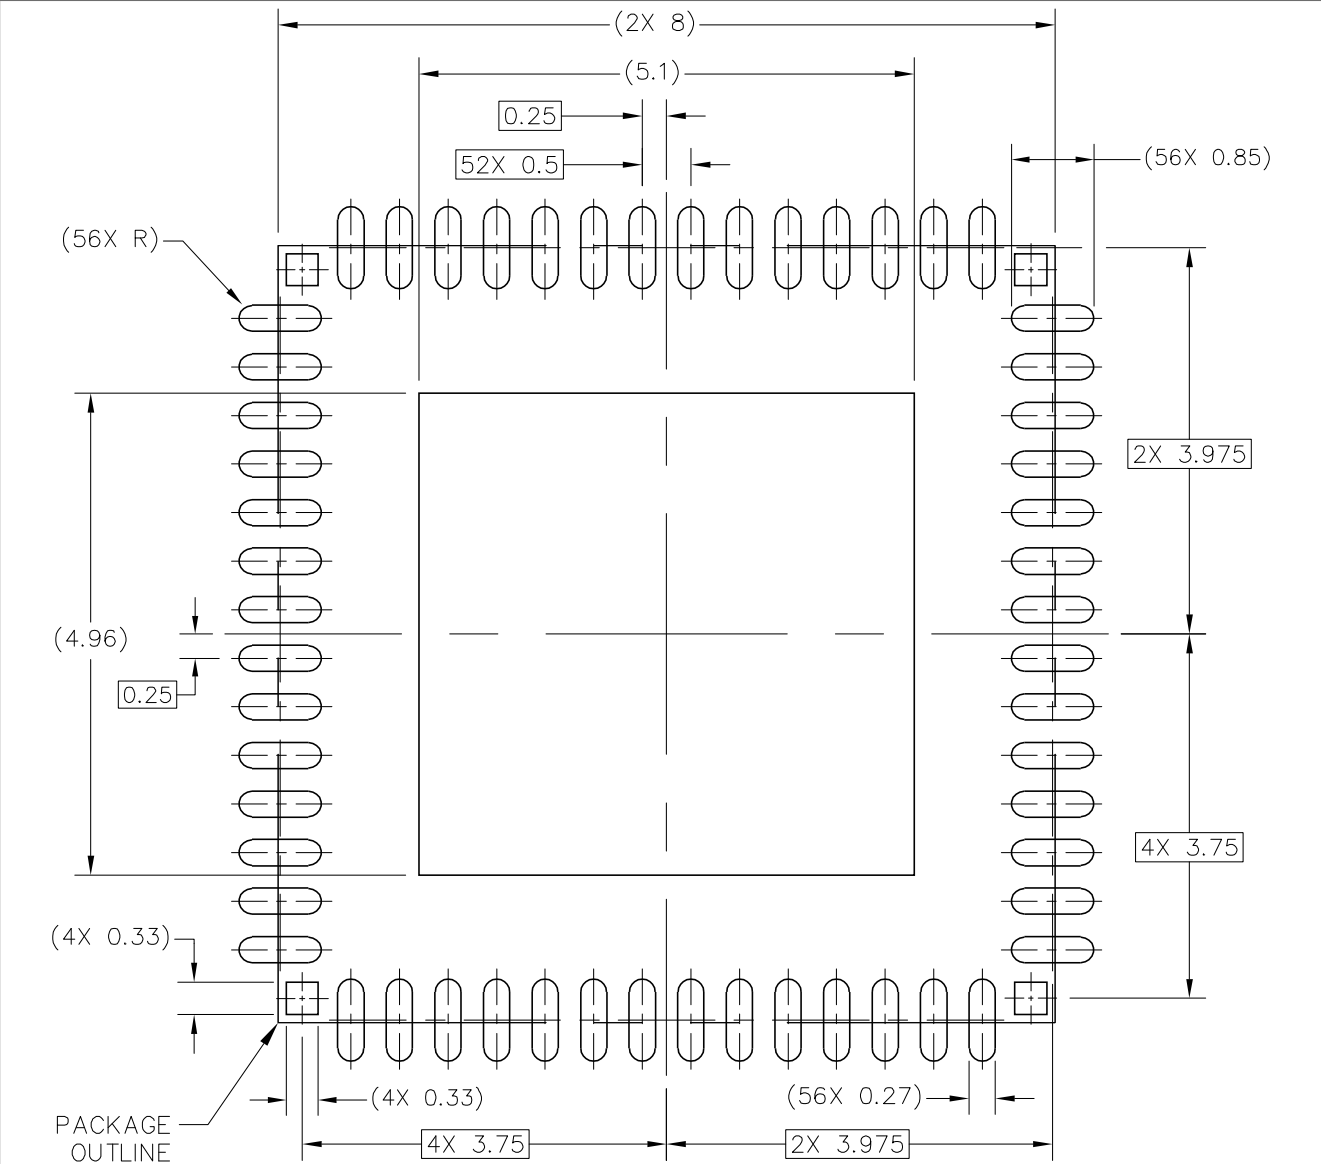 (2X 8)
(5.1)
0.25
52X 0.5
(56X 0.85)
(56X R)
2X 3.975
(4.96)
0.25
4X 3.75
(4X 0.33)
(4X 0.33)
(56X 0.27)
PACKAGE
OUTLINE
4X 3.75
2X 3.975